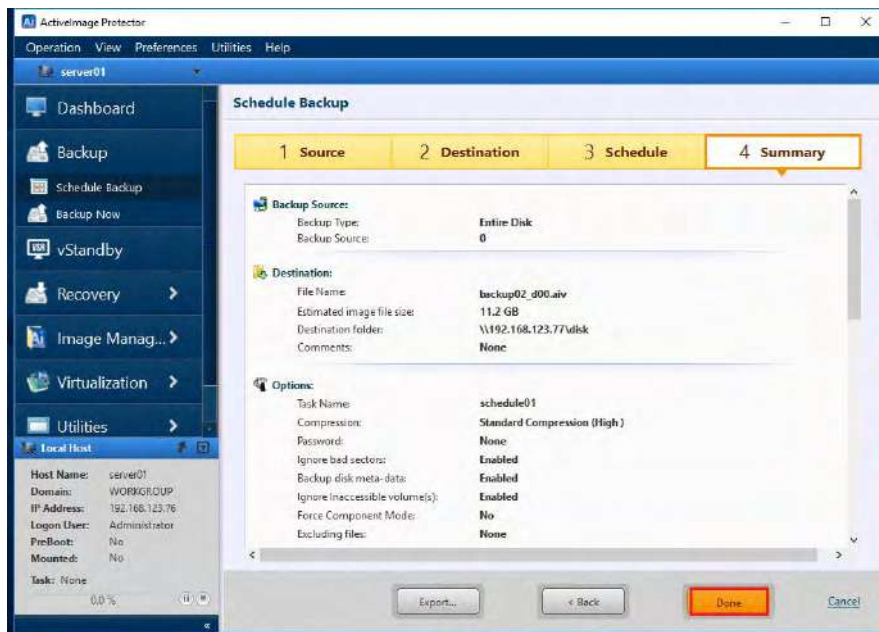 ActiveImage Protector
Operation View Preferences Utilities Help
server01
Dashboard
Backup
Schedule Backup
Backup Now
vStandby
Recovery
Image Manag...
Virtualization
Utilities
Local Host
Host Name: server01
Domain: WORKGROUP
IP Address: 192.168.123.76
Logon User: Administrator
PreBoot: No
Mounted: No
Task: None
0.0 %
Schedule Backup
1 Source 2 Destination 3 Schedule 4 Summary
Backup Source:
Backup Type: Entire Disk
Backup Source: 0
Destination:
File Name: backup02_d00.aiv
Estimated image file size: 11.2 GB
Destination folder: \\192.168.123.77\disk
Comments: None
Options:
Task Name: schedule01
Compression: Standard Compression (High )
Password: None
Ignore bad sectors: Enabled
Backup disk meta-data: Enabled
Ignore Inaccessible volume(s): Enabled
Force Component Mode: No
Excluding files: None
Export... < Back Done Cancel